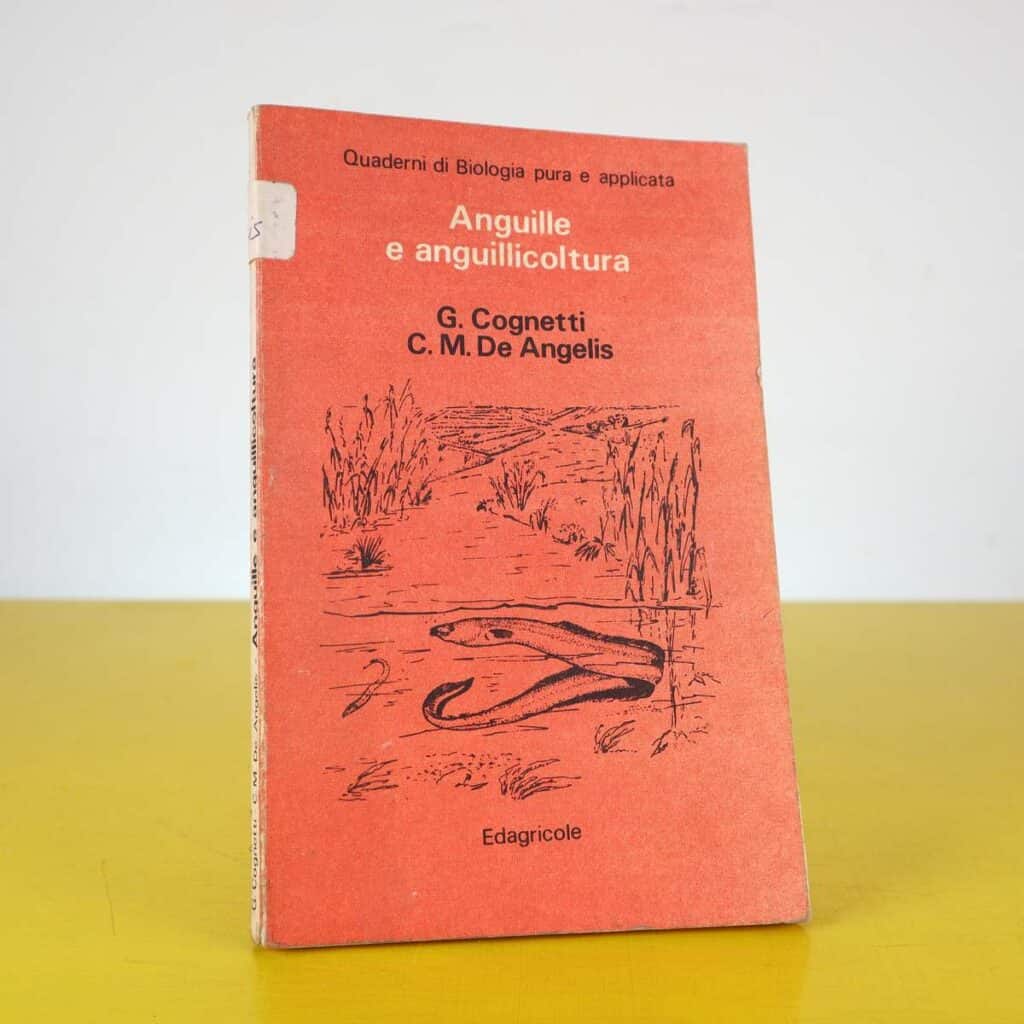 Quaderni di Biologia pura e applicata
Anguille
e anguillicoltura
G. Cognetti
C. M. De Angelis
Edagricole
G Cognetti - C. M. De Angelis - Anguille e anguillicoltura